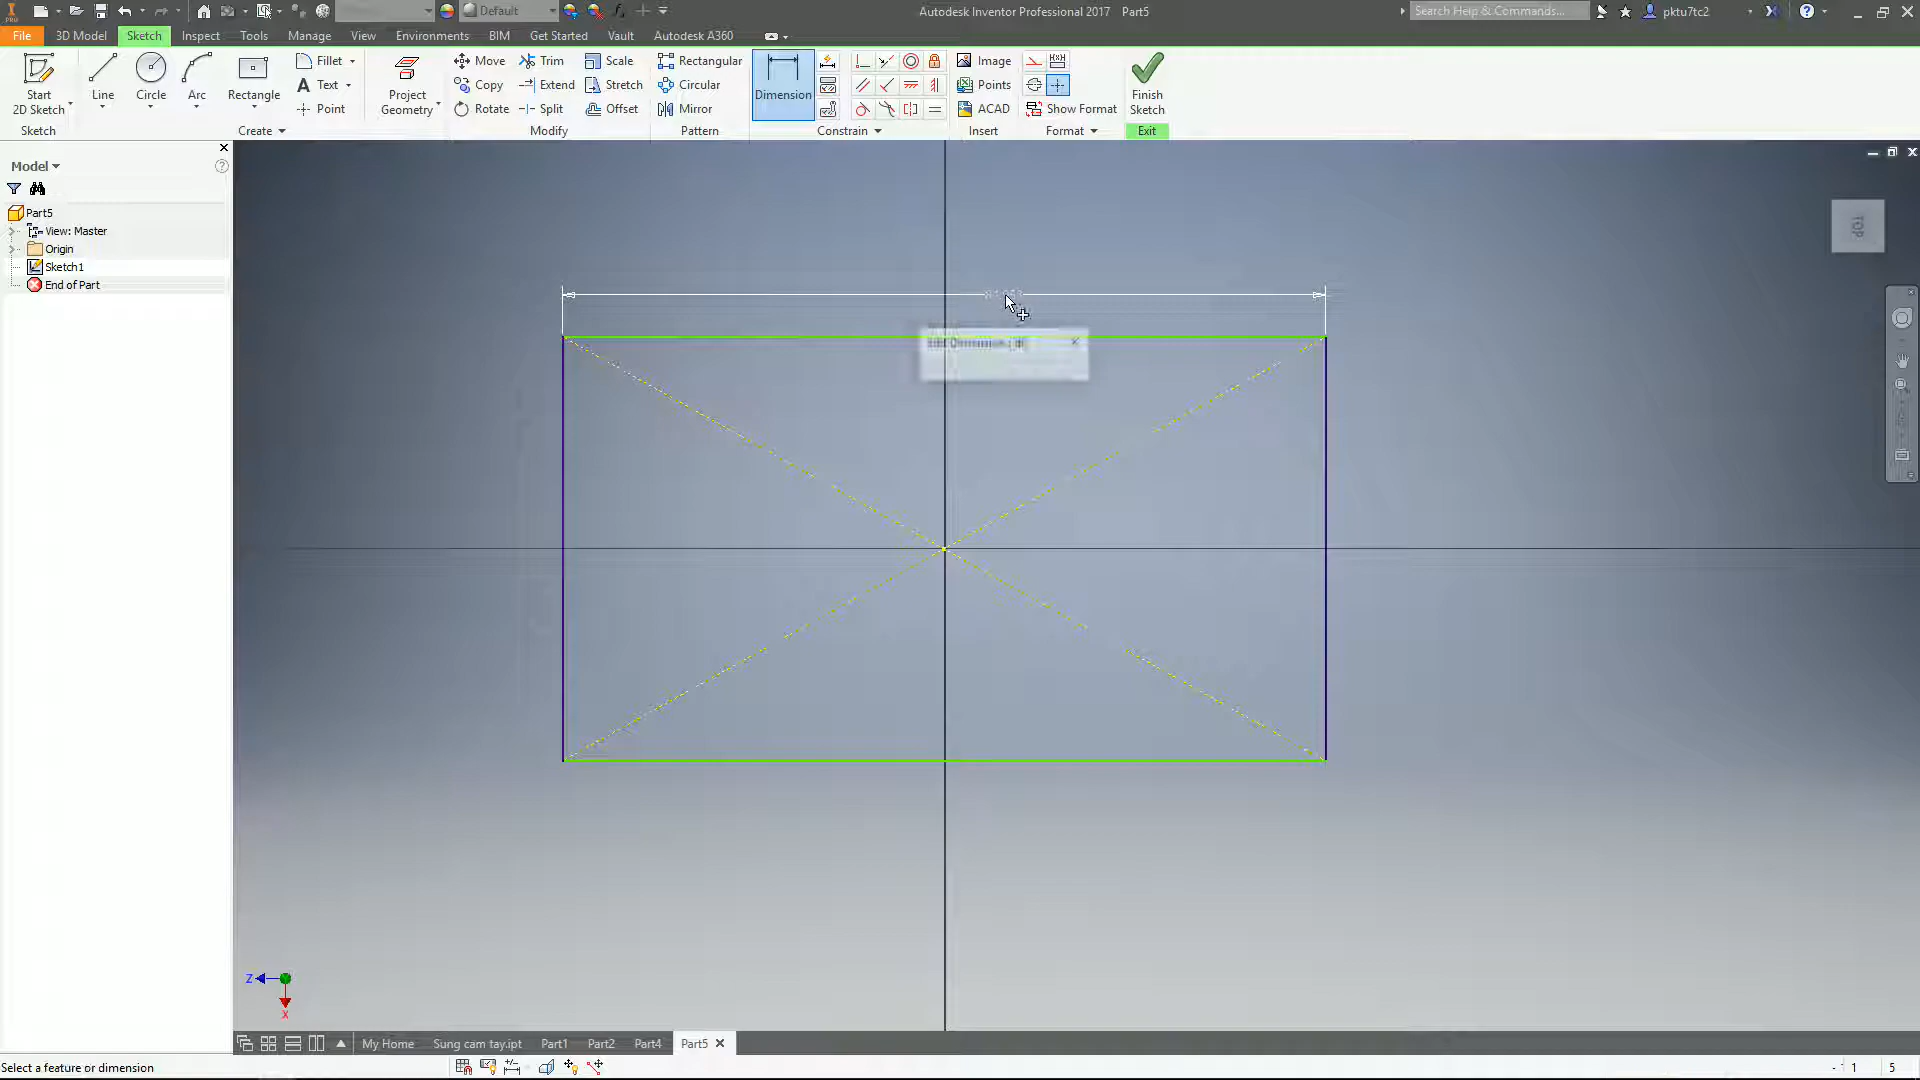 Default
Autodesk Inventor Professional 2017 Part5
Search Help & Commands...
pktu7tc2
File 3D Model Sketch Inspect Tools Manage View Environments BIM Get Started Vault Autodesk A360
Start
2D Sketch
Line
Circle
Arc
Rectangle
Fillet
Text
Point
Project
Geometry
Move
Copy
Rotate
Trim
Extend
Split
Scale
Stretch
Offset
Rectangular
Circular
Mirror
Dimension
Image
Points
ACAD
Show Format
Finish
Sketch
Sketch Create Modify Pattern Constrain Insert Format Exit
Model
Part5
View: Master
Origin
Sketch1
End of Part
TOP
Z
X
My Home Sung cam tay.ipt Part1 Part2 Part4 Part5
Select a feature or dimension
1 5